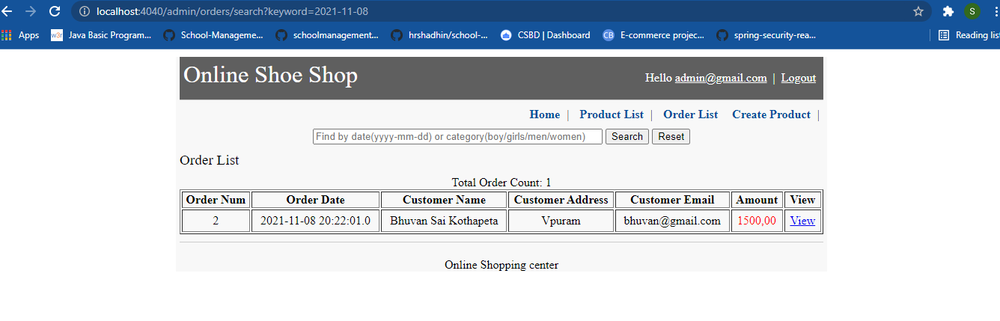 localhost:4040/admin/orders/search?keyword=2021-11-08
S
Apps w3r Java Basic Program... School-Manageme... schoolmanagement... hrshadhin/school-... CSBD | Dashboard CB E-commerce projec... spring-security-rea... Reading list
Online Shoe Shop
Hello admin@gmail.com | Logout
Home | Product List | Order List Create Product |
Find by date(yyyy-mm-dd) or category(boy/girls/men/women) Search Reset
Order List
Total Order Count: 1
Order Num Order Date Customer Name Customer Address Customer Email Amount View
2 2021-11-08 20:22:01.0 Bhuvan Sai Kothapeta Vpuram bhuvan@gmail.com 1500,00 View
Online Shopping center